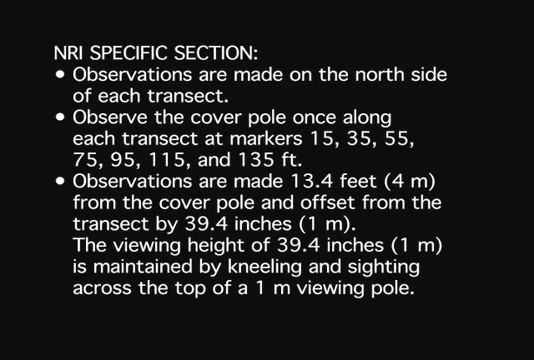 NRI SPECIFIC SECTION:
• Observations are made on the north side
of each transect.
• Observe the cover pole once along
each transect at markers 15, 35, 55,
75, 95, 115, and 135 ft.
• Observations are made 13.4 feet (4 m)
from the cover pole and offset from the
transect by 39.4 inches (1 m).
The viewing height of 39.4 inches (1 m)
is maintained by kneeling and sighting
across the top of a 1 m viewing pole.